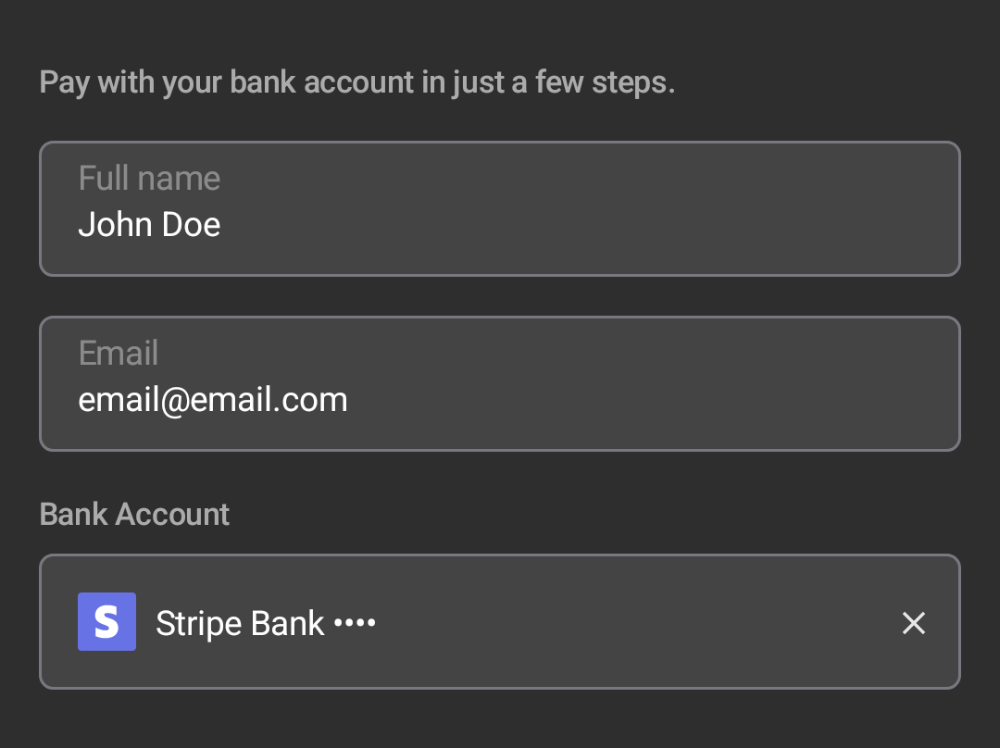 Pay with your bank account in just a few steps.
Full name
John Doe
Email
email@email.com
Bank Account
S Stripe Bank ••••